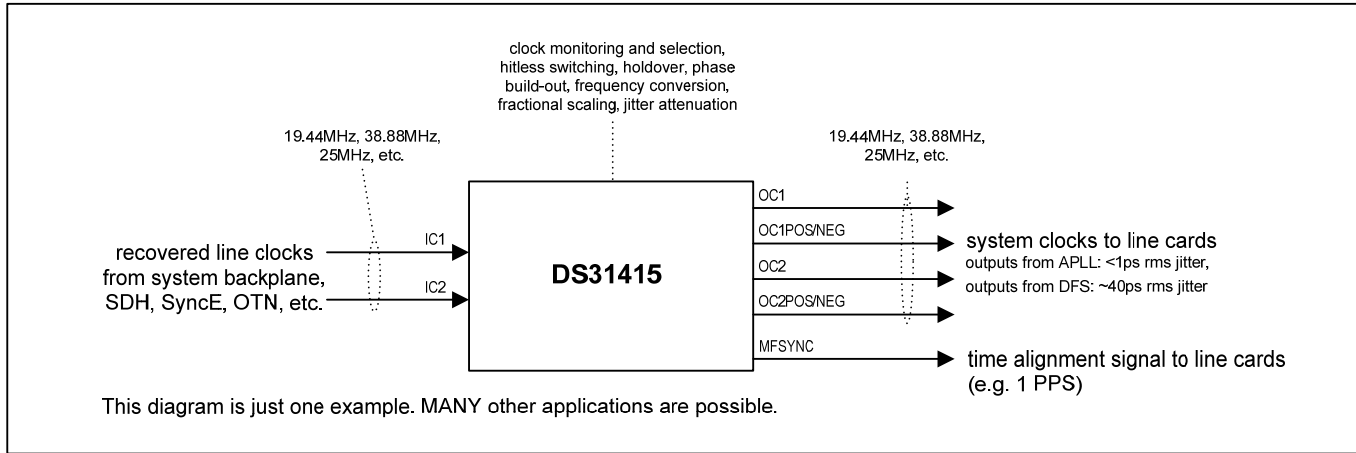 clock monitoring and selection,
hitless switching, holdover, phase
build-out, frequency conversion,
fractional scaling, jitter attenuation
19.44MHz, 38.88MHz,
25MHz, etc.
19.44MHz, 38.88MHz,
25MHz, etc.
recovered line clocks
from system backplane,
SDH, SyncE, OTN, etc.
IC1
IC2
DS31415
OC1
OC1POS/NEG
OC2
OC2POS/NEG
MFSYNC
system clocks to line cards
outputs from APLL: <1ps rms jitter,
outputs from DFS: ~40ps rms jitter
time alignment signal to line cards
(e.g. 1 PPS)
This diagram is just one example. MANY other applications are possible.